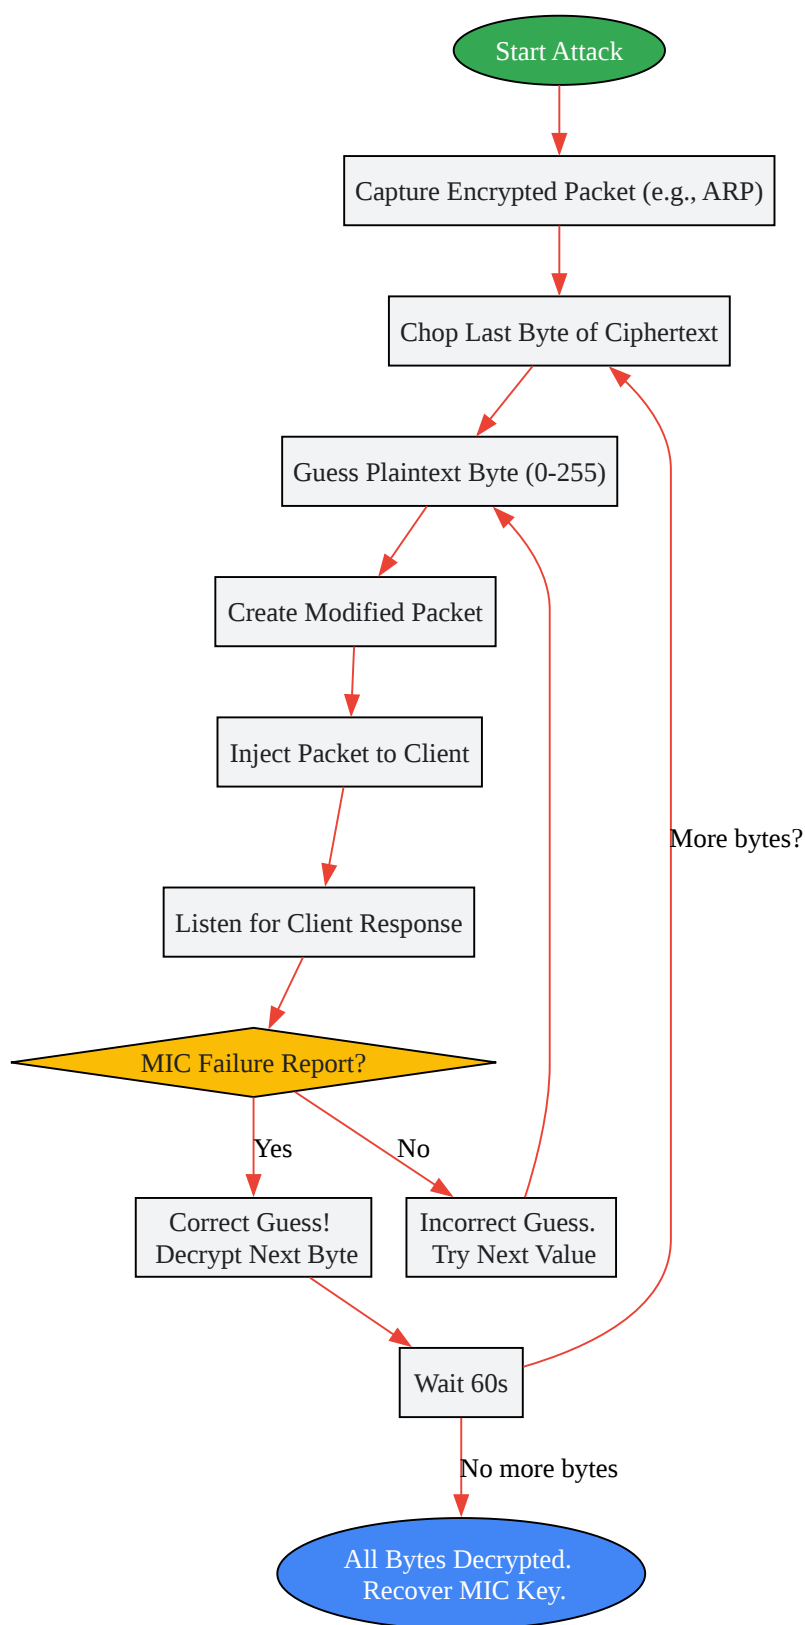 Start Attack
Capture Encrypted Packet (e.g., ARP)
Chop Last Byte of Ciphertext
Guess Plaintext Byte (0-255)
Create Modified Packet
Inject Packet to Client
More bytes?
Listen for Client Response
MIC Failure Report?
Yes
No
Correct Guess!
Decrypt Next Byte
Incorrect Guess.
Try Next Value
Wait 60s
No more bytes
All Bytes Decrypted.
Recover MIC Key.